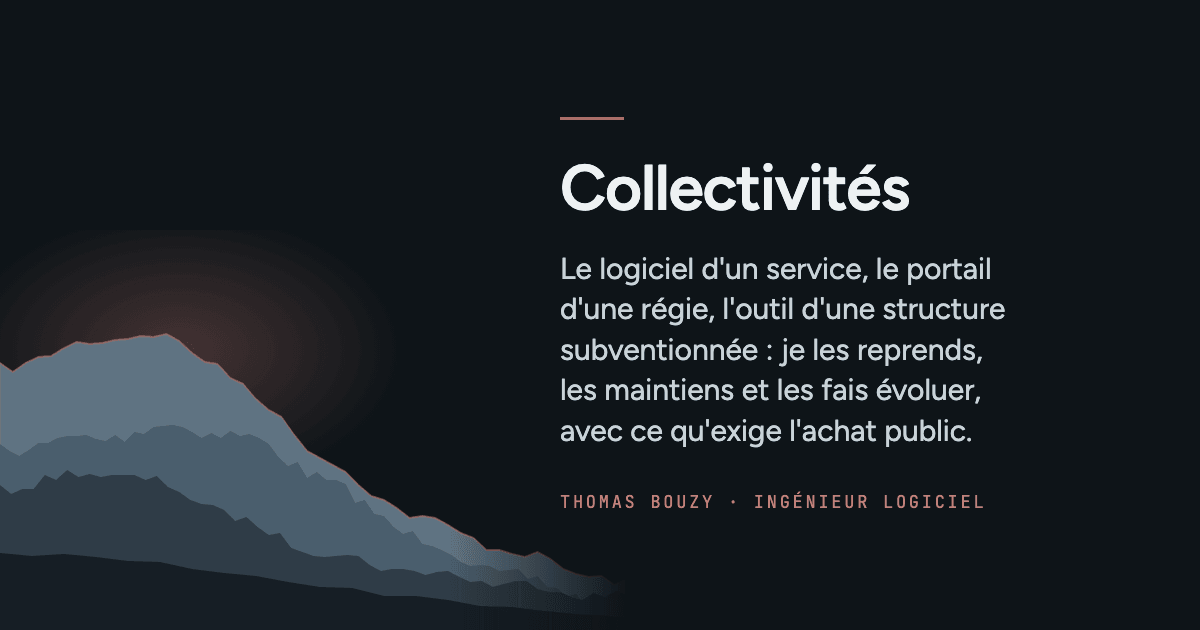 Collectivités
Le logiciel d'un service, le portail
d'une régie, l'outil d'une structure
subventionnée : je les reprends,
les maintiens et les fais évoluer,
avec ce qu'exige l'achat public.
THOMAS BOUZY · INGÉNIEUR LOGICIEL